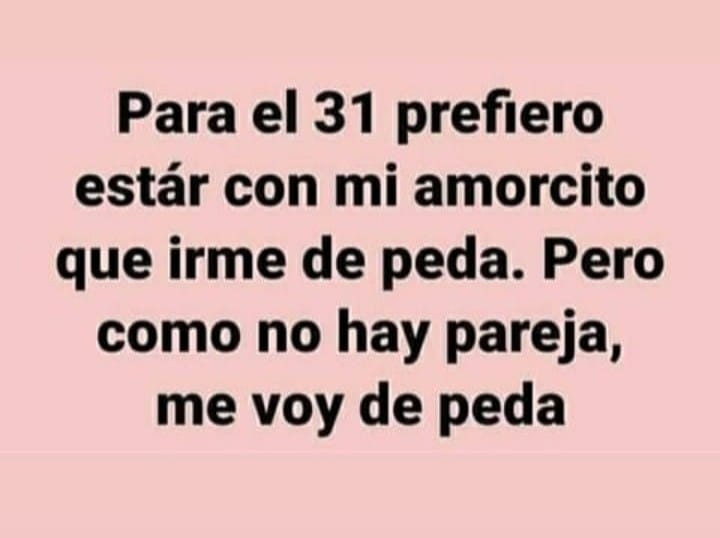 Para el 31 prefiero
estár con mi amorcito
que irme de peda. Pero
como no hay pareja,
me voy de peda